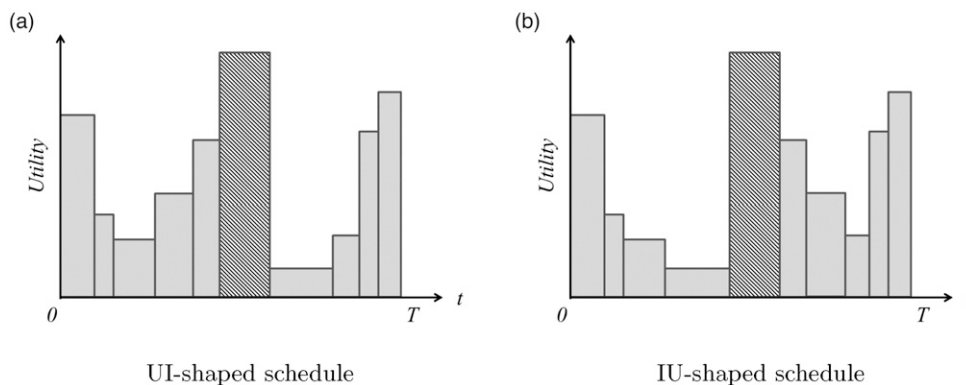 (a)
Utility
0
T
t
UI-shaped schedule
(b)
Utility
0
T
IU-shaped schedule